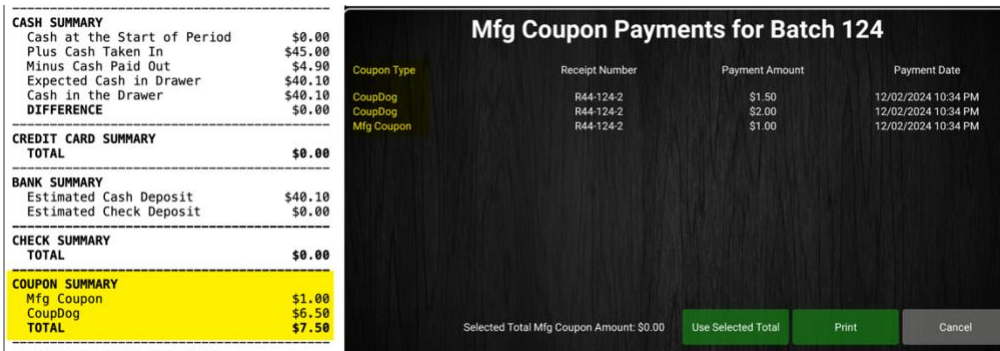 CASH SUMMARY
Cash at the Start of Period $0.00
Plus Cash Taken In $45.00
Minus Cash Paid Out $4.90
Expected Cash in Drawer $40.10
Cash in the Drawer $40.10
DIFFERENCE $0.00
CREDIT CARD SUMMARY
TOTAL $0.00
BANK SUMMARY
Estimated Cash Deposit $40.10
Estimated Check Deposit $0.00
CHECK SUMMARY
TOTAL $0.00
COUPON SUMMARY
Mfg Coupon $1.00
CoupDog $6.50
TOTAL $7.50
Mfg Coupon Payments for Batch 124
Coupon Type Receipt Number Payment Amount Payment Date
CoupDog R44-124-2 $1.50 12/02/2024 10:34 PM
CoupDog R44-124-2 $2.00 12/02/2024 10:34 PM
Mfg Coupon R44-124-2 $1.00 12/02/2024 10:34 PM
Selected Total Mfg Coupon Amount: $0.00 Use Selected Total Print Cancel